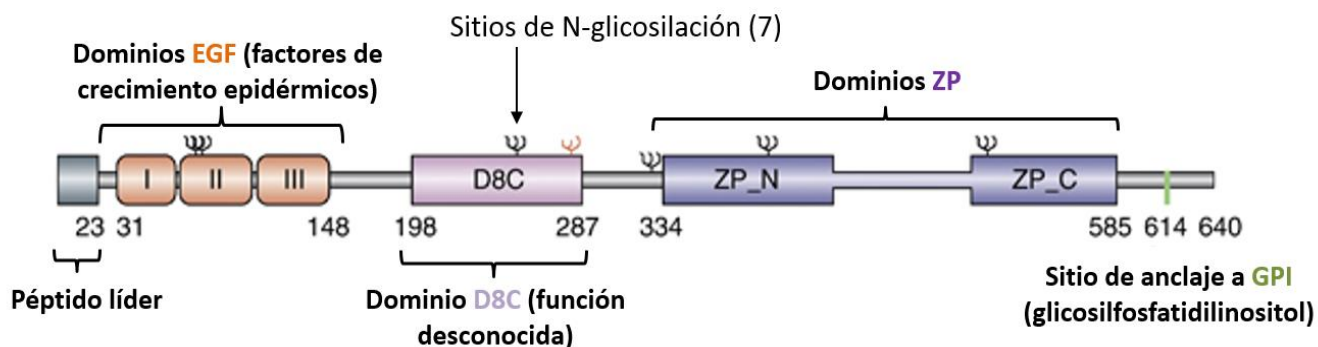 Sitios de N-glicosilación (7)
Dominios EGF (factores de
crecimiento epidérmicos)
Dominios ZP
I
II
III
D8C
ZP_N
ZP_C
23
31
148
198
287
334
585
614
640
Péptido líder
Dominio D8C (función
desconocida)
Sitio de anclaje a GPI
(glicosilfosfatidilinositol)